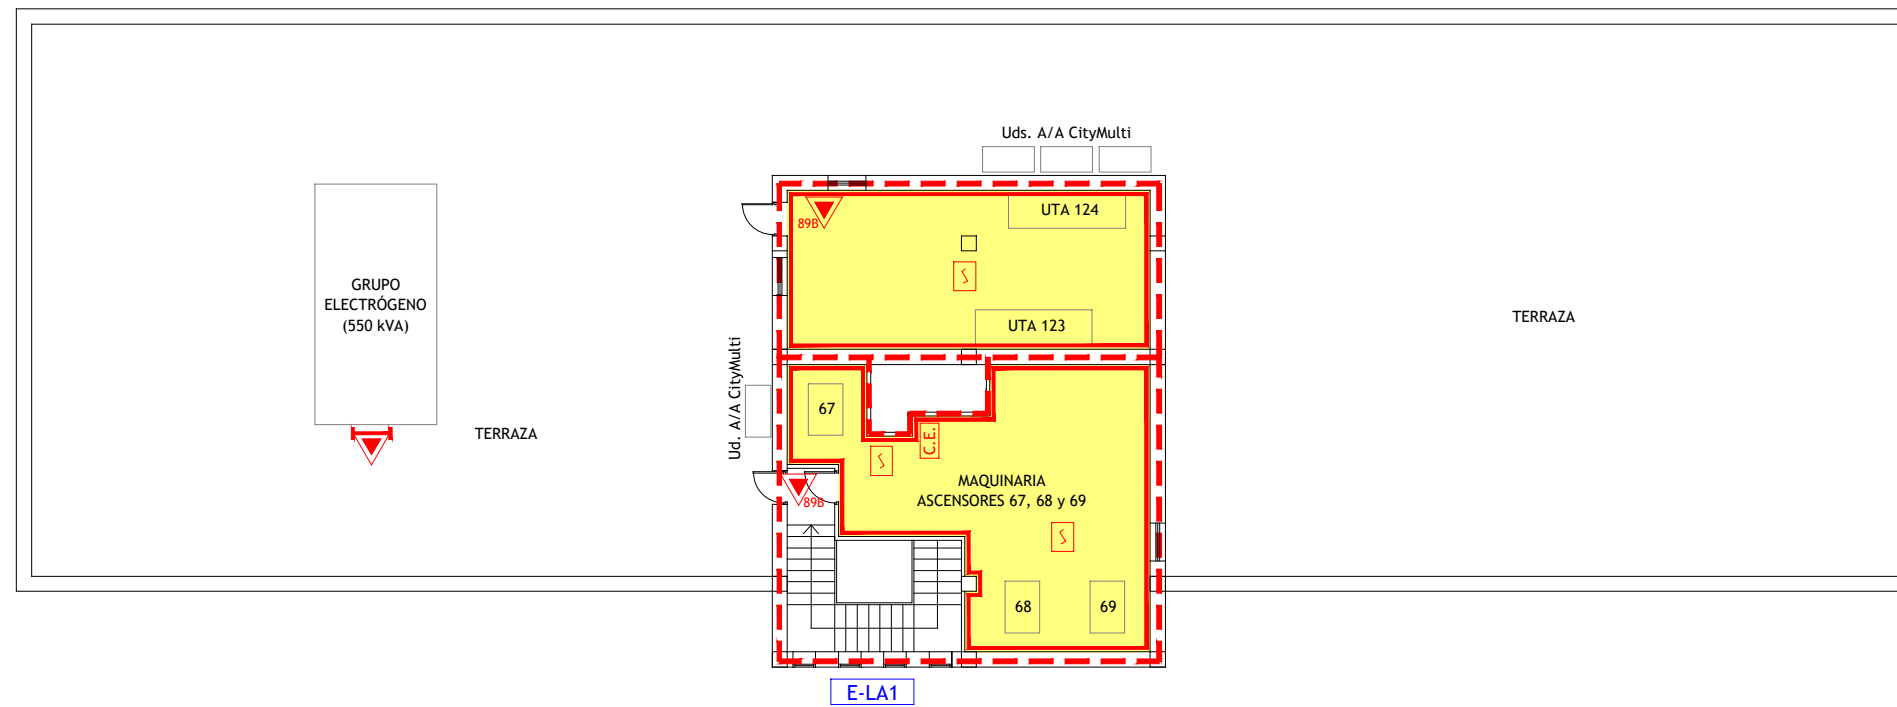 Uds. A/A CityMulti
UTA 124
89B
GRUPO
ELECTRÓGENO
(550 kVA)
TERRAZA
UTA 123
Ud. A/A CityMulti
67
TERRAZA
C.E.
MAQUINARIA
ASCENSORES 67, 68 y 69
89B
68
69
E-LA1